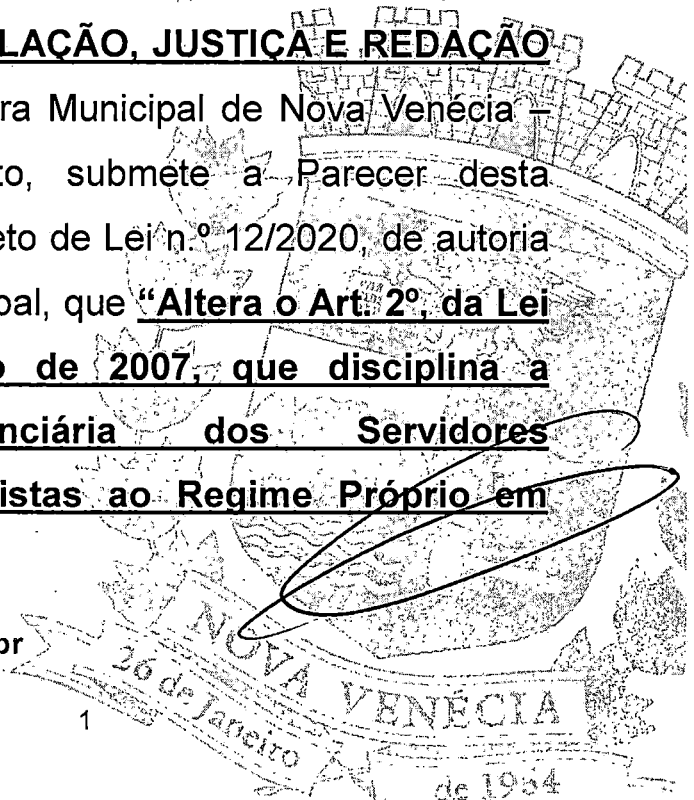 LAÇÃO, JUSTIÇA E REDAÇÃO
ra Municipal de Nova Venécia –
to, submete a Parecer desta
eto de Lei n.º 12/2020, de autoria
pal, que “Altera o Art. 2º, da Lei
o de 2007, que disciplina a
nciária dos Servidores
istas ao Regime Próprio em
br
1
NOVA VENÉCIA
26 de Janeiro
de 1954